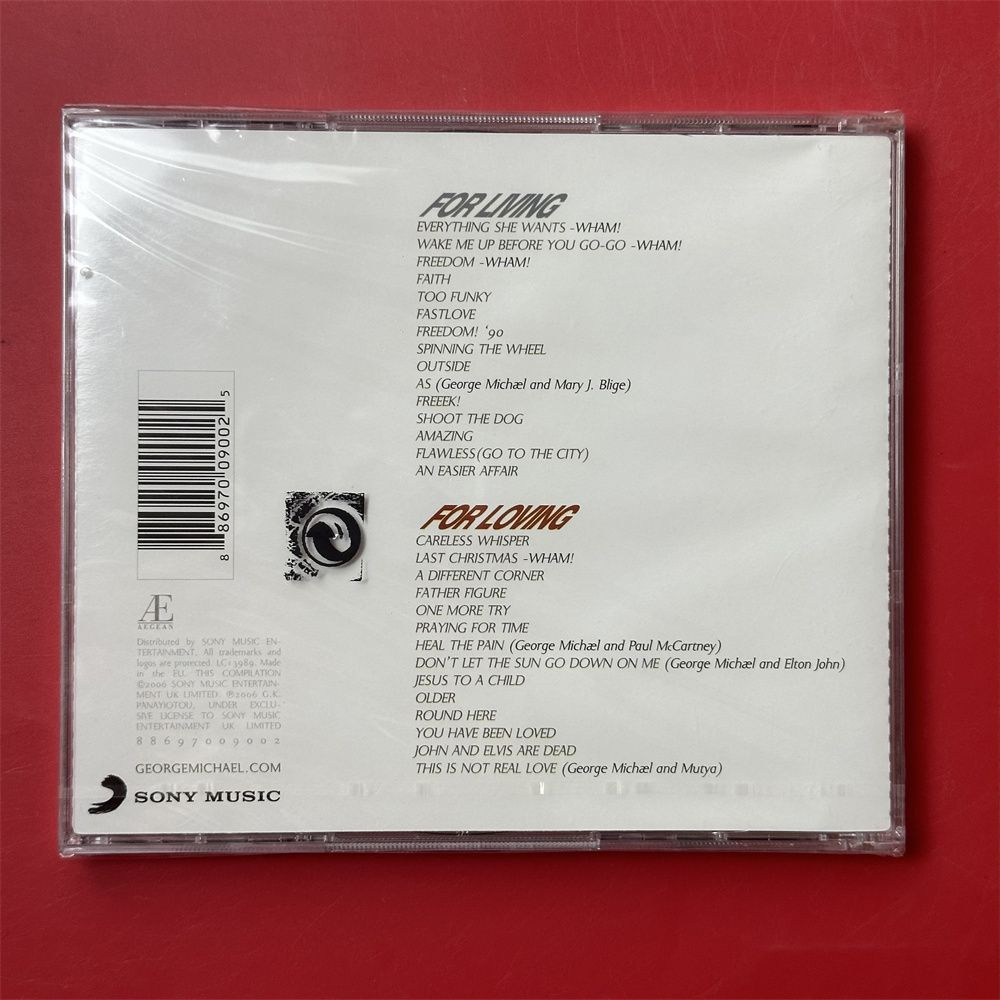 FOR LIVING
EVERYTHING SHE WANTS -WHAM!
WAKE ME UP BEFORE YOU GO-GO -WHAM!
FREEDOM -WHAM!
FAITH
TOO FUNKY
FASTLOVE
FREEDOM! ‘90
SPINNING THE WHEEL
OUTSIDE
AS (George Michæl and Mary J. Blige)
FREEEK!
SHOOT THE DOG
AMAZING
FLAWLESS(GO TO THE CITY)
AN EASIER AFFAIR
FOR LOVING
CARELESS WHISPER
LAST CHRISTMAS -WHAM!
A DIFFERENT CORNER
FATHER FIGURE
ONE MORE TRY
PRAYING FOR TIME
HEAL THE PAIN (George Michæl and Paul McCartney)
DON'T LET THE SUN GO DOWN ON ME (George Michæl and Elton John)
JESUS TO A CHILD
OLDER
ROUND HERE
YOU HAVE BEEN LOVED
JOHN AND ELVIS ARE DEAD
THIS IS NOT REAL LOVE (George Michæl and Mutya)
8 86970 09002 5
Æ
AEGEAN
Distributed by SONY MUSIC EN-
TERTAINMENT. All trademarks and
logos are protected. LC13989. Made
in the EU. THIS COMPILATION
©2006 SONY MUSIC ENTERTAIN-
MENT UK LIMITED. ℗2006 G.K.
PANAYIOTOU, UNDER EXCLU-
SIVE LICENSE TO SONY MUSIC
ENTERTAINMENT UK LIMITED
88697009002
GEORGEMICHAEL.COM
SONY MUSIC